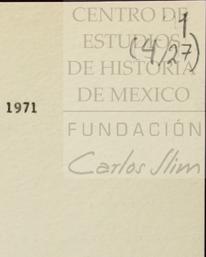 CENTRO DE
ESTUDIOS
DE HISTORIA
DE MEXICO
FUNDACIÓN
Carlos Slim
1
(4/27)
1971